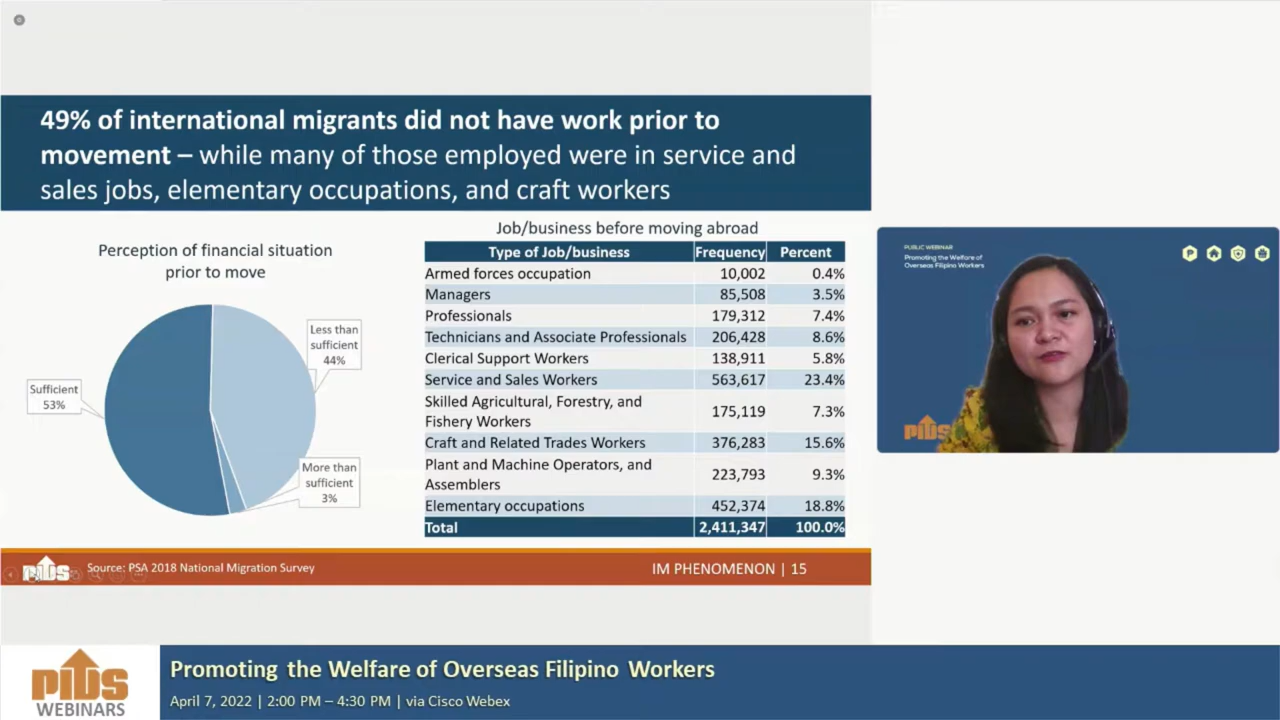 49% of international migrants did not have work prior to
movement – while many of those employed were in service and
sales jobs, elementary occupations, and craft workers
Perception of financial situation
prior to move
Less than
sufficient
44%
Sufficient
53%
More than
sufficient
3%
Job/business before moving abroad
Type of Job/business Frequency Percent
Armed forces occupation 10,002 0.4%
Managers 85,508 3.5%
Professionals 179,312 7.4%
Technicians and Associate Professionals 206,428 8.6%
Clerical Support Workers 138,911 5.8%
Service and Sales Workers 563,617 23.4%
Skilled Agricultural, Forestry, and
Fishery Workers 175,119 7.3%
Craft and Related Trades Workers 376,283 15.6%
Plant and Machine Operators, and
Assemblers 223,793 9.3%
Elementary occupations 452,374 18.8%
Total 2,411,347 100.0%
PIDS
Source: PSA 2018 National Migration Survey
IM PHENOMENON | 15
PUBLIC WEBINAR
Promoting the Welfare of
Overseas Filipino Workers
PIDS
PIDS
WEBINARS
Promoting the Welfare of Overseas Filipino Workers
April 7, 2022 | 2:00 PM – 4:30 PM | via Cisco Webex